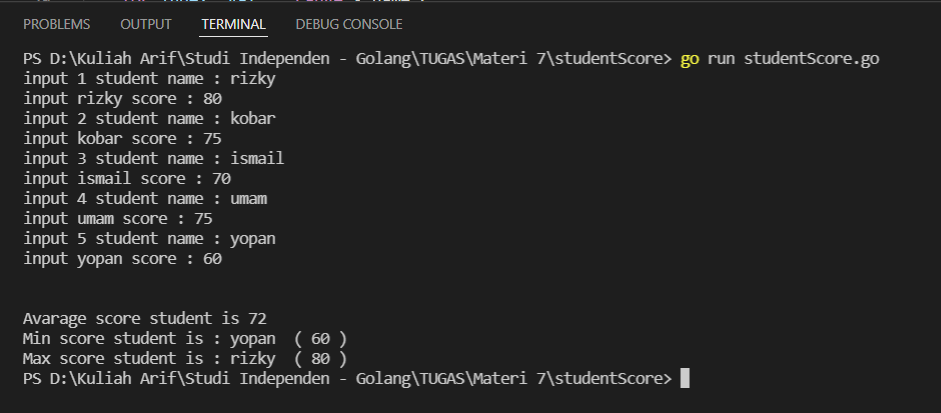 PROBLEMS OUTPUT TERMINAL DEBUG CONSOLE
PS D:\Kuliah Arif\Studi Independen - Golang\TUGAS\Materi 7\studentScore> go run studentScore.go
input 1 student name : rizky
input rizky score : 80
input 2 student name : kobar
input kobar score : 75
input 3 student name : ismail
input ismail score : 70
input 4 student name : umam
input umam score : 75
input 5 student name : yopan
input yopan score : 60
Avarage score student is 72
Min score student is : yopan  ( 60 )
Max score student is : rizky  ( 80 )
PS D:\Kuliah Arif\Studi Independen - Golang\TUGAS\Materi 7\studentScore>